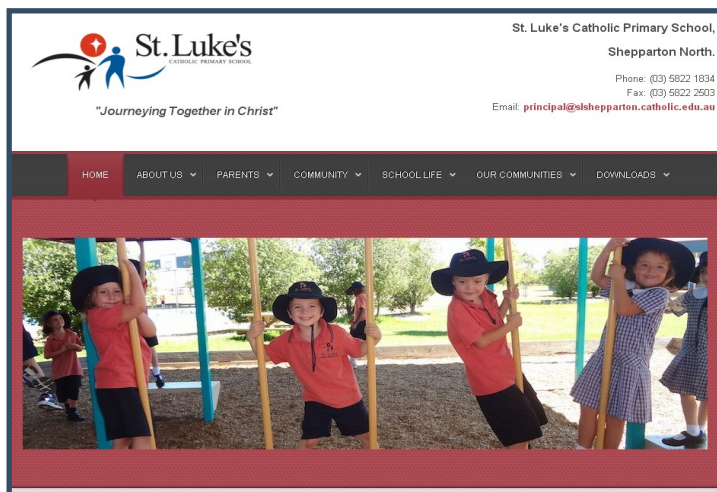 St. Luke's
CATHOLIC PRIMARY SCHOOL
"Journeying Together in Christ"
St. Luke's Catholic Primary School,
Shepparton North.
Phone: (03) 5822 1834
Fax: (03) 5822 2503
Email: principal@slshepparton.catholic.edu.au
HOME ABOUT US PARENTS COMMUNITY SCHOOL LIFE OUR COMMUNITIES DOWNLOADS